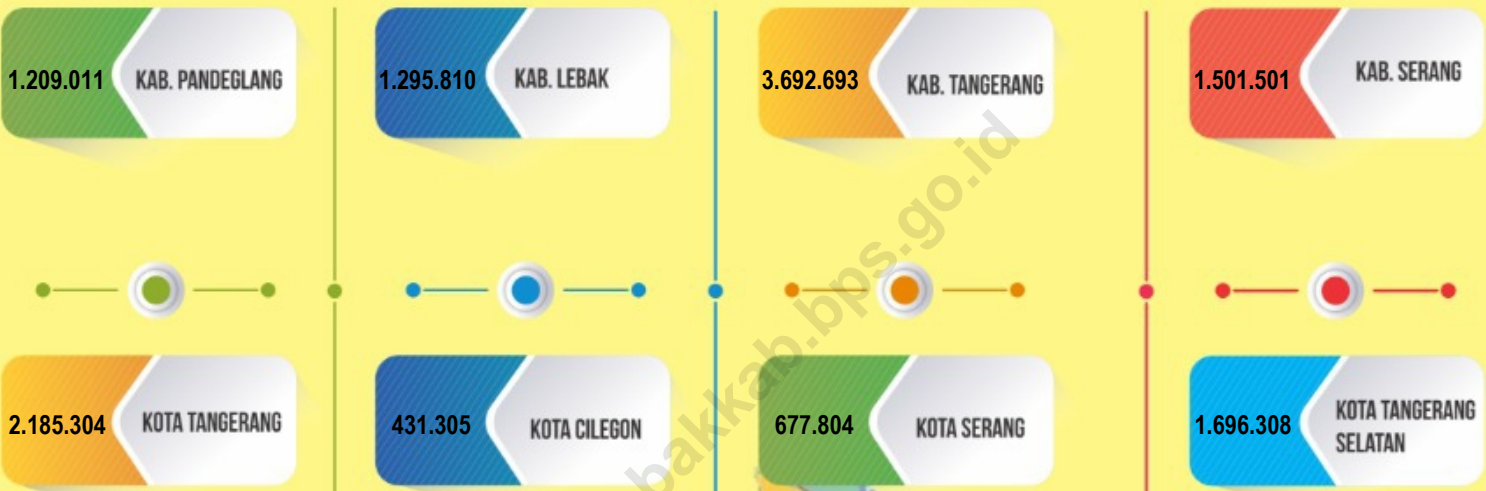 1.209.011 KAB. PANDEGLANG
1.295.810 KAB. LEBAK
3.692.693 KAB. TANGERANG
1.501.501 KAB. SERANG
2.185.304 KOTA TANGERANG
431.305 KOTA CILEGON
677.804 KOTA SERANG
1.696.308 KOTA TANGERANG
SELATAN
bakkab.bps.go.id